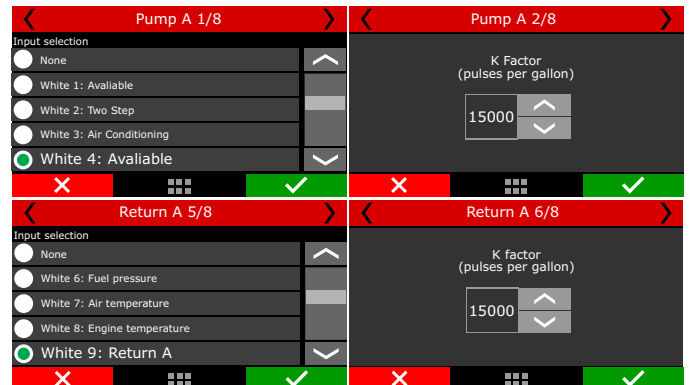 Pump A 1/8
Input selection
None
White 1: Avaliable
White 2: Two Step
White 3: Air Conditioning
White 4: Avaliable
Pump A 2/8
K Factor
(pulses per gallon)
15000
Return A 5/8
Input selection
None
White 6: Fuel pressure
White 7: Air temperature
White 8: Engine temperature
White 9: Return A
Return A 6/8
K factor
(pulses per gallon)
15000